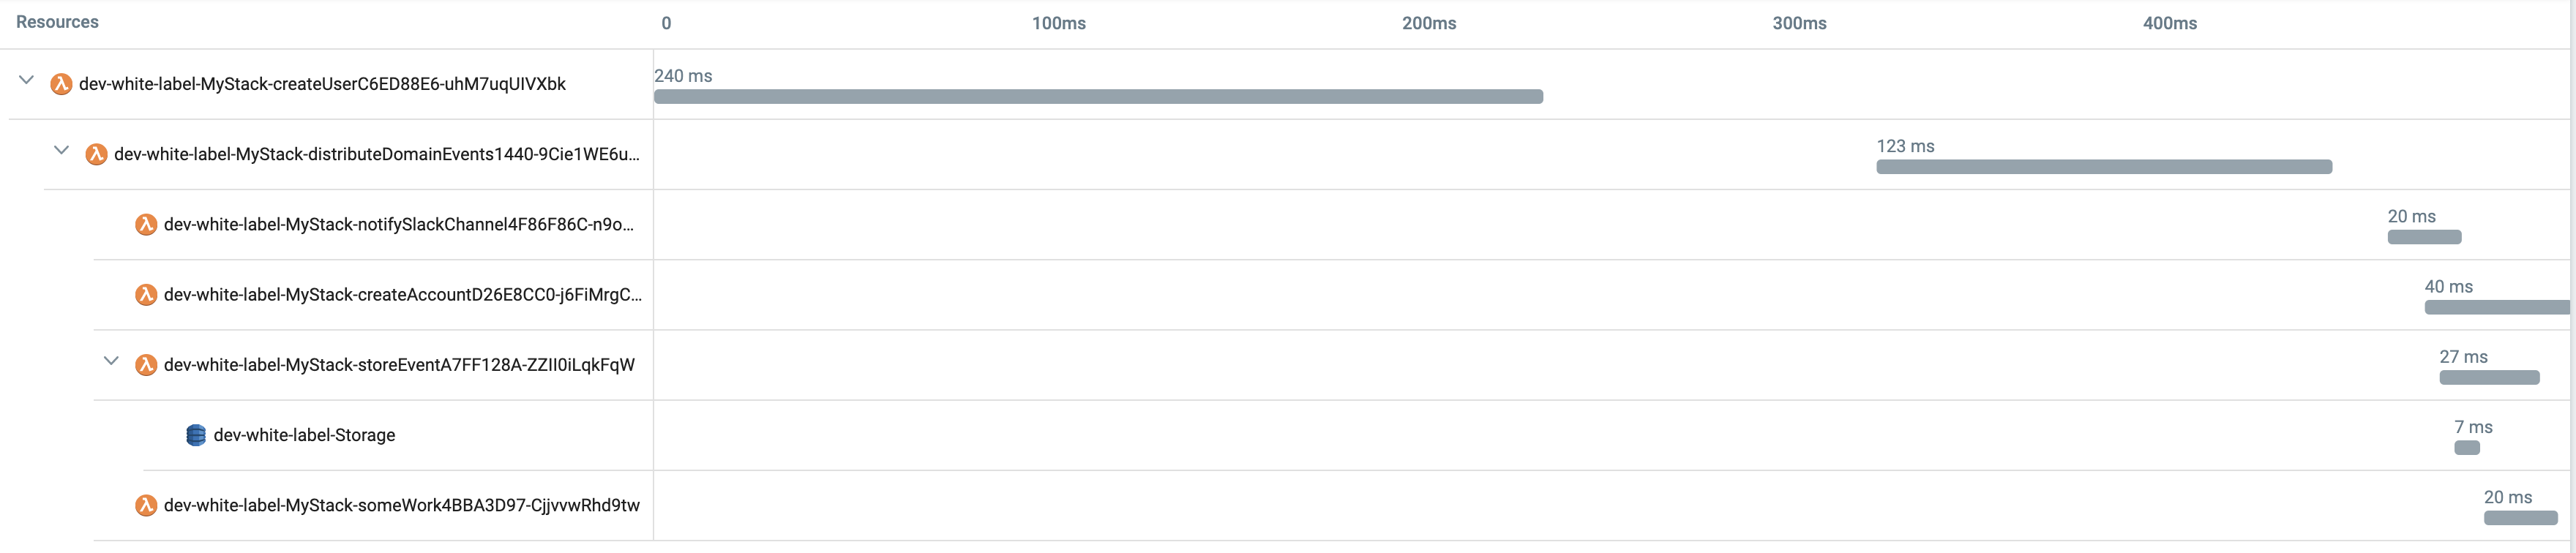 Resources 0 100ms 200ms 300ms 400ms
dev-white-label-MyStack-createUserC6ED88E6-uhM7uqUIVXbk 240 ms
dev-white-label-MyStack-distributeDomainEvents1440-9Cie1WE6u... 123 ms
dev-white-label-MyStack-notifySlackChannel4F86F86C-n9o... 20 ms
dev-white-label-MyStack-createAccountD26E8CC0-j6FiMrgC... 40 ms
dev-white-label-MyStack-storeEventA7FF128A-ZZII0iLqkFqW 27 ms
dev-white-label-Storage 7 ms
dev-white-label-MyStack-someWork4BBA3D97-CjjvvwRhd9tw 20 ms